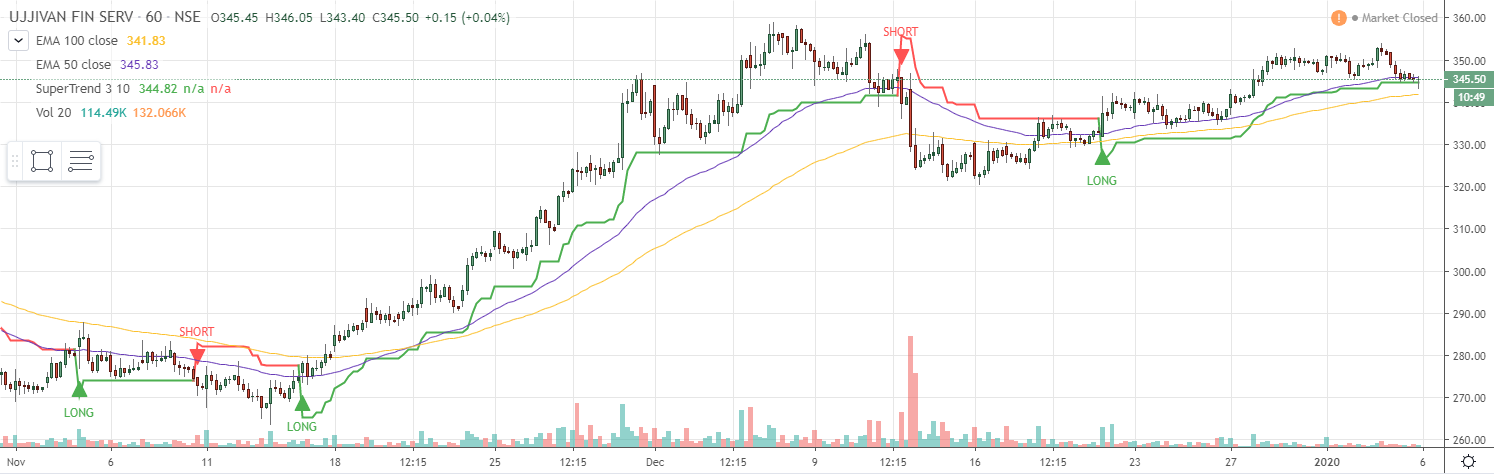 UJJIVAN FIN SERV · 60 · NSE O345.45 H346.05 L343.40 C345.50 +0.15 (+0.04%)
! Market Closed
EMA 100 close 341.83
EMA 50 close 345.83
SuperTrend 3 10 344.82 n/a n/a
Vol 20 114.49K 132.066K
SHORT
SHORT
LONG
LONG
LONG
360.00
350.00
345.50
10:49
330.00
320.00
310.00
300.00
290.00
280.00
270.00
260.00
Nov 6 11 18 12:15 25 12:15 Dec 12:15 9 12:15 16 12:15 23 27 2020 6